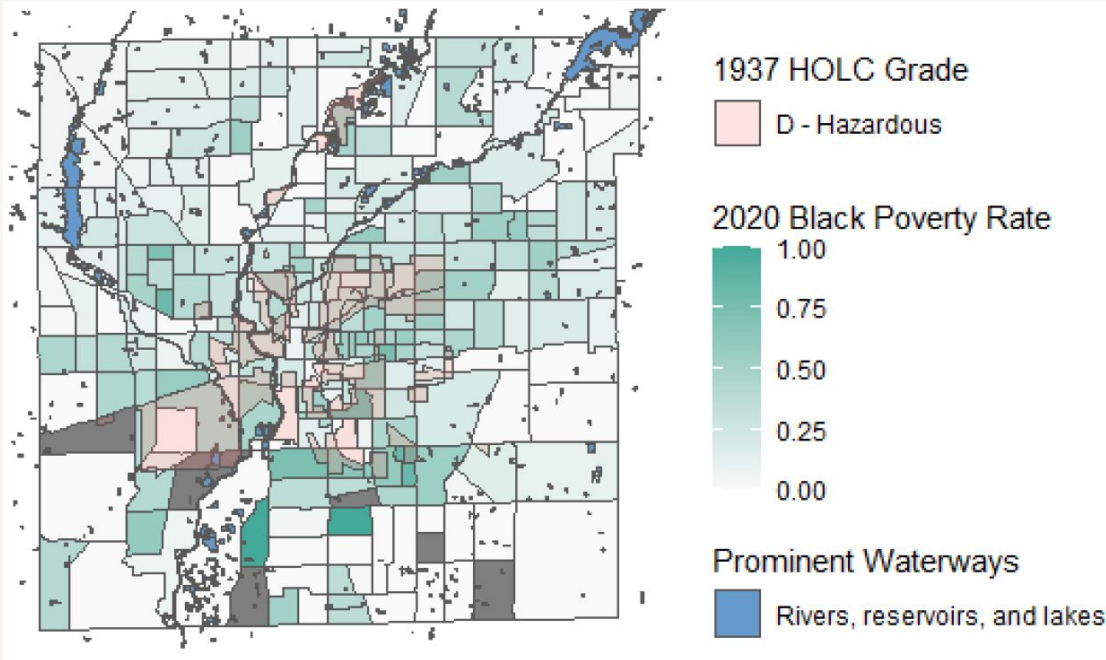 1937 HOLC Grade
D - Hazardous
2020 Black Poverty Rate
1.00
0.75
0.50
0.25
0.00
Prominent Waterways
Rivers, reservoirs, and lakes